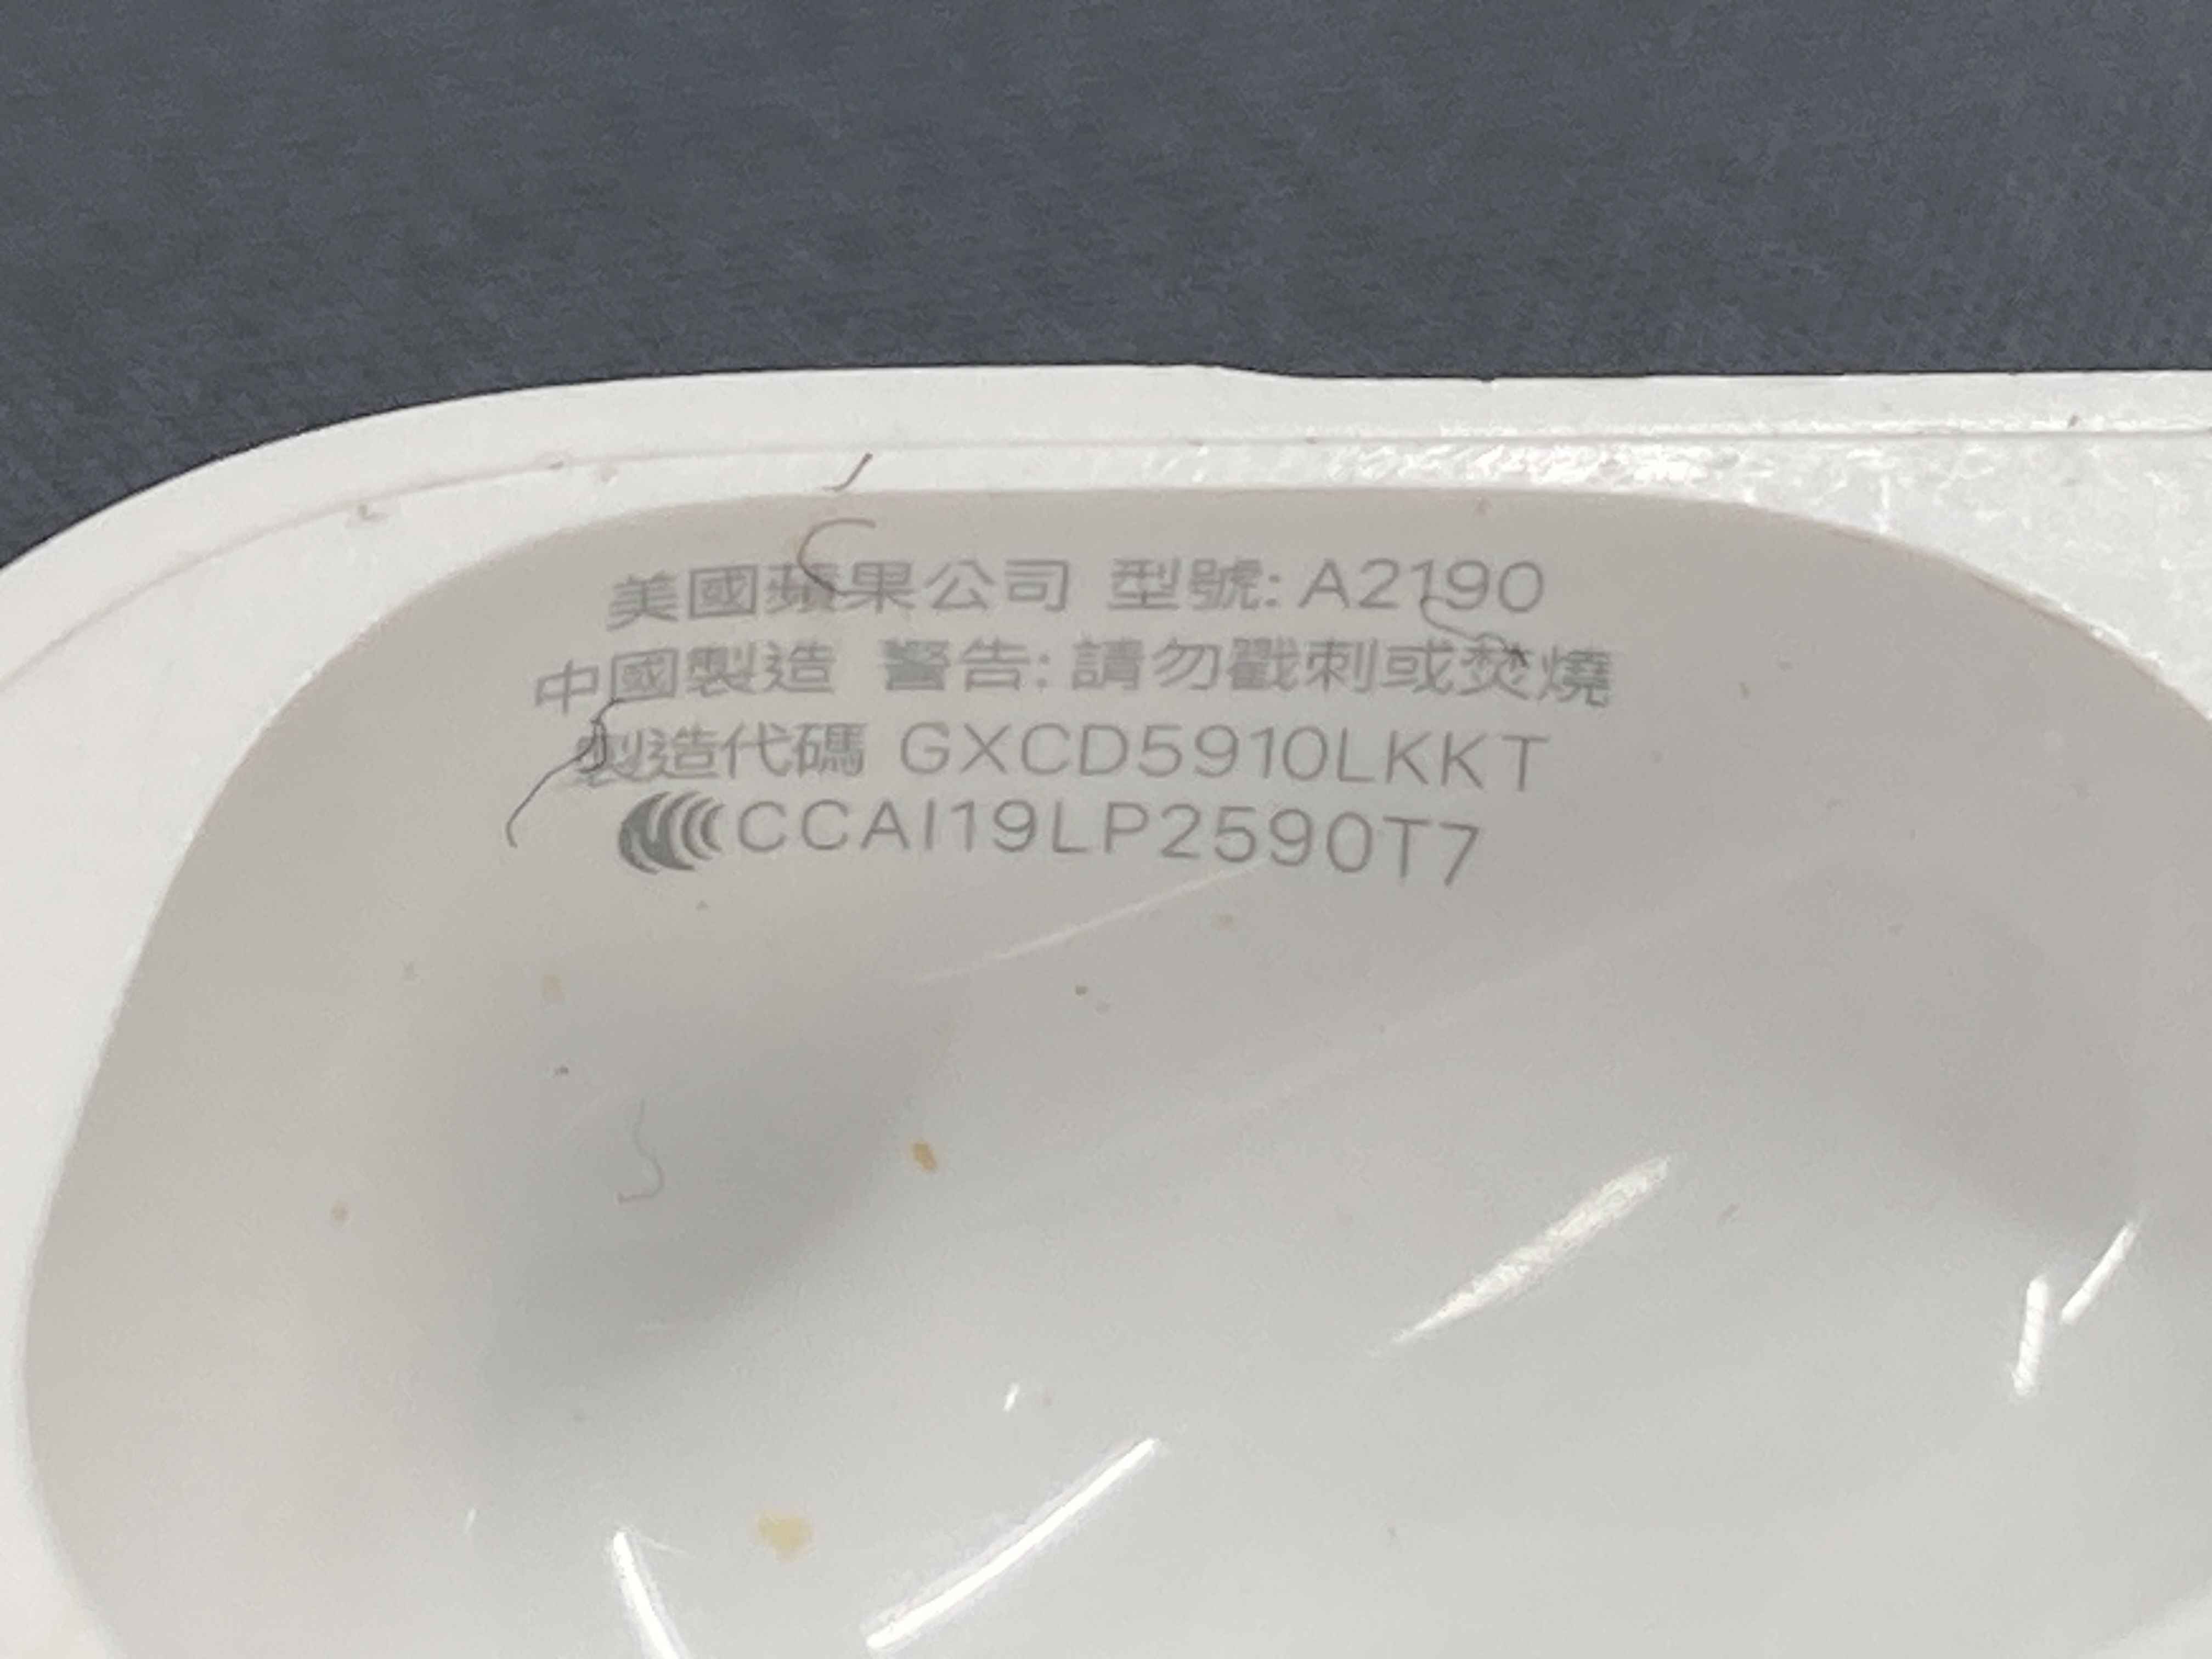 美國蘋果公司 型號: A2190
中國製造 警告: 請勿戳刺或焚燒
製造代碼 GXCD5910LKKT
CCAI19LP2590T7